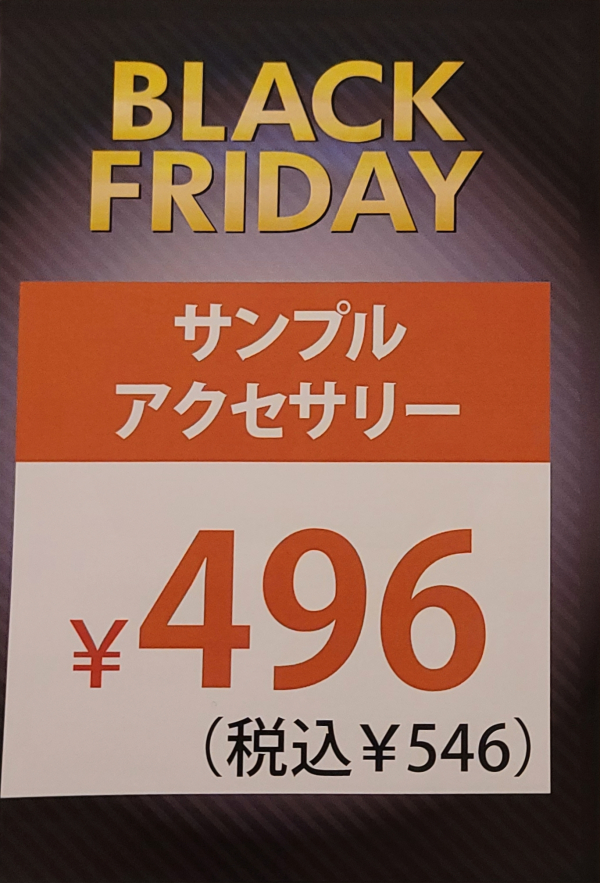 BLACK
FRIDAY
サンプル
アクセサリー
¥496
（税込¥546）